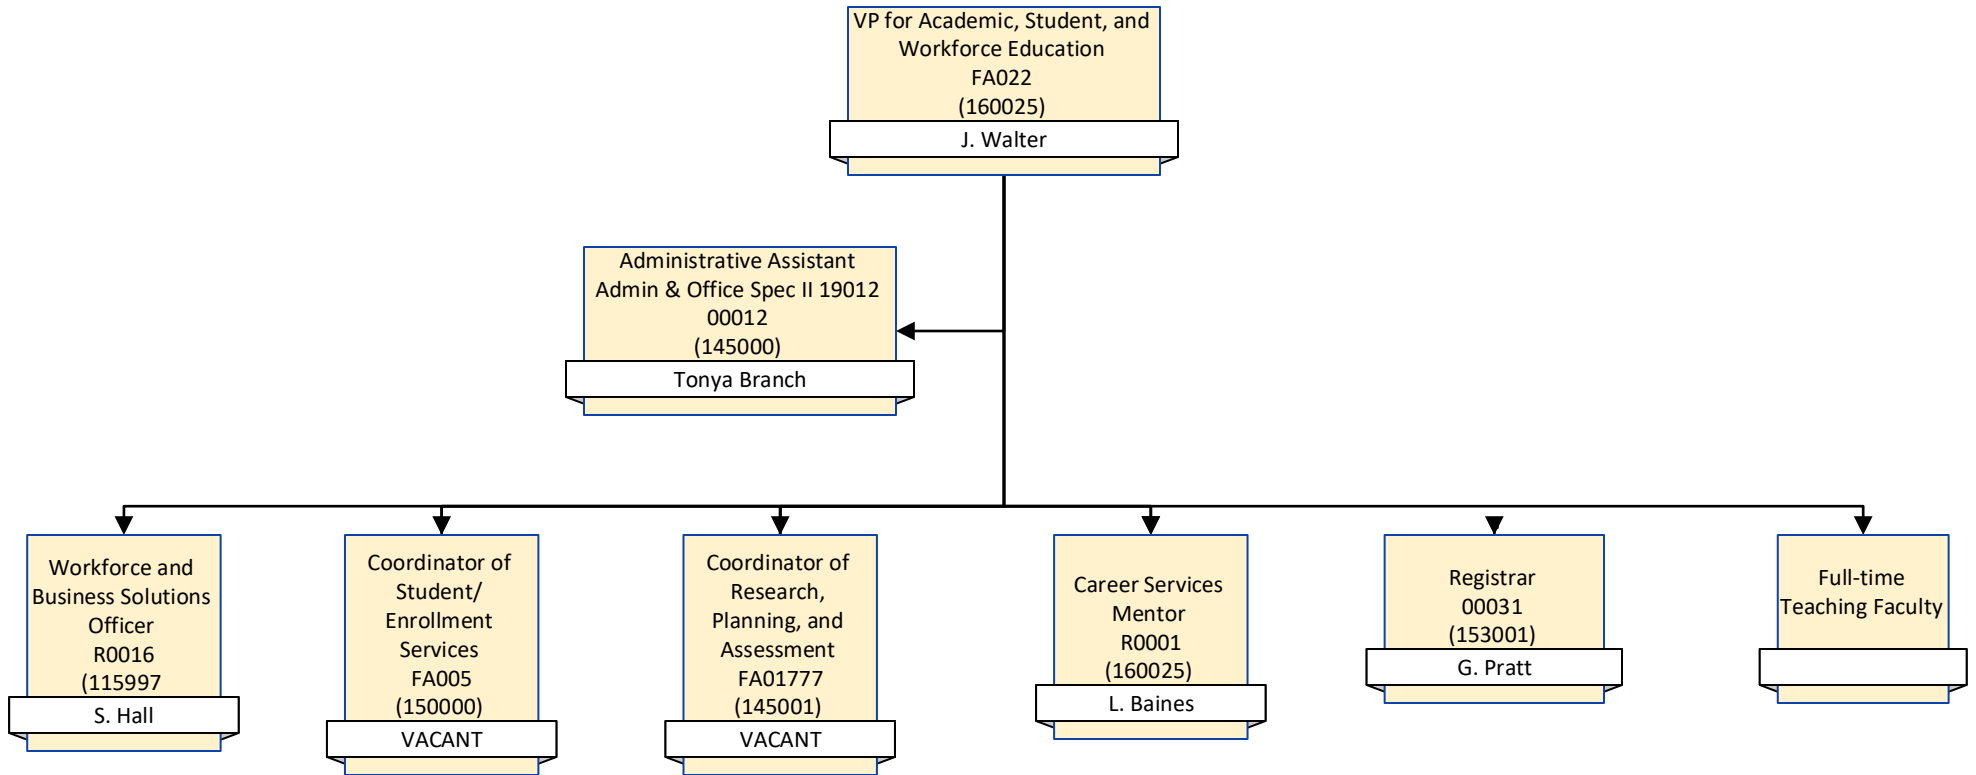 VP for Academic, Student, and
Workforce Education
FA022
(160025)
J. Walter
Administrative Assistant
Admin & Office Spec II 19012
00012
(145000)
Tonya Branch
Workforce and
Business Solutions
Officer
R0016
(115997
S. Hall
Coordinator of
Student/
Enrollment
Services
FA005
(150000)
VACANT
Coordinator of
Research,
Planning, and
Assessment
FA01777
(145001)
VACANT
Career Services
Mentor
R0001
(160025)
L. Baines
Registrar
00031
(153001)
G. Pratt
Full-time
Teaching Faculty